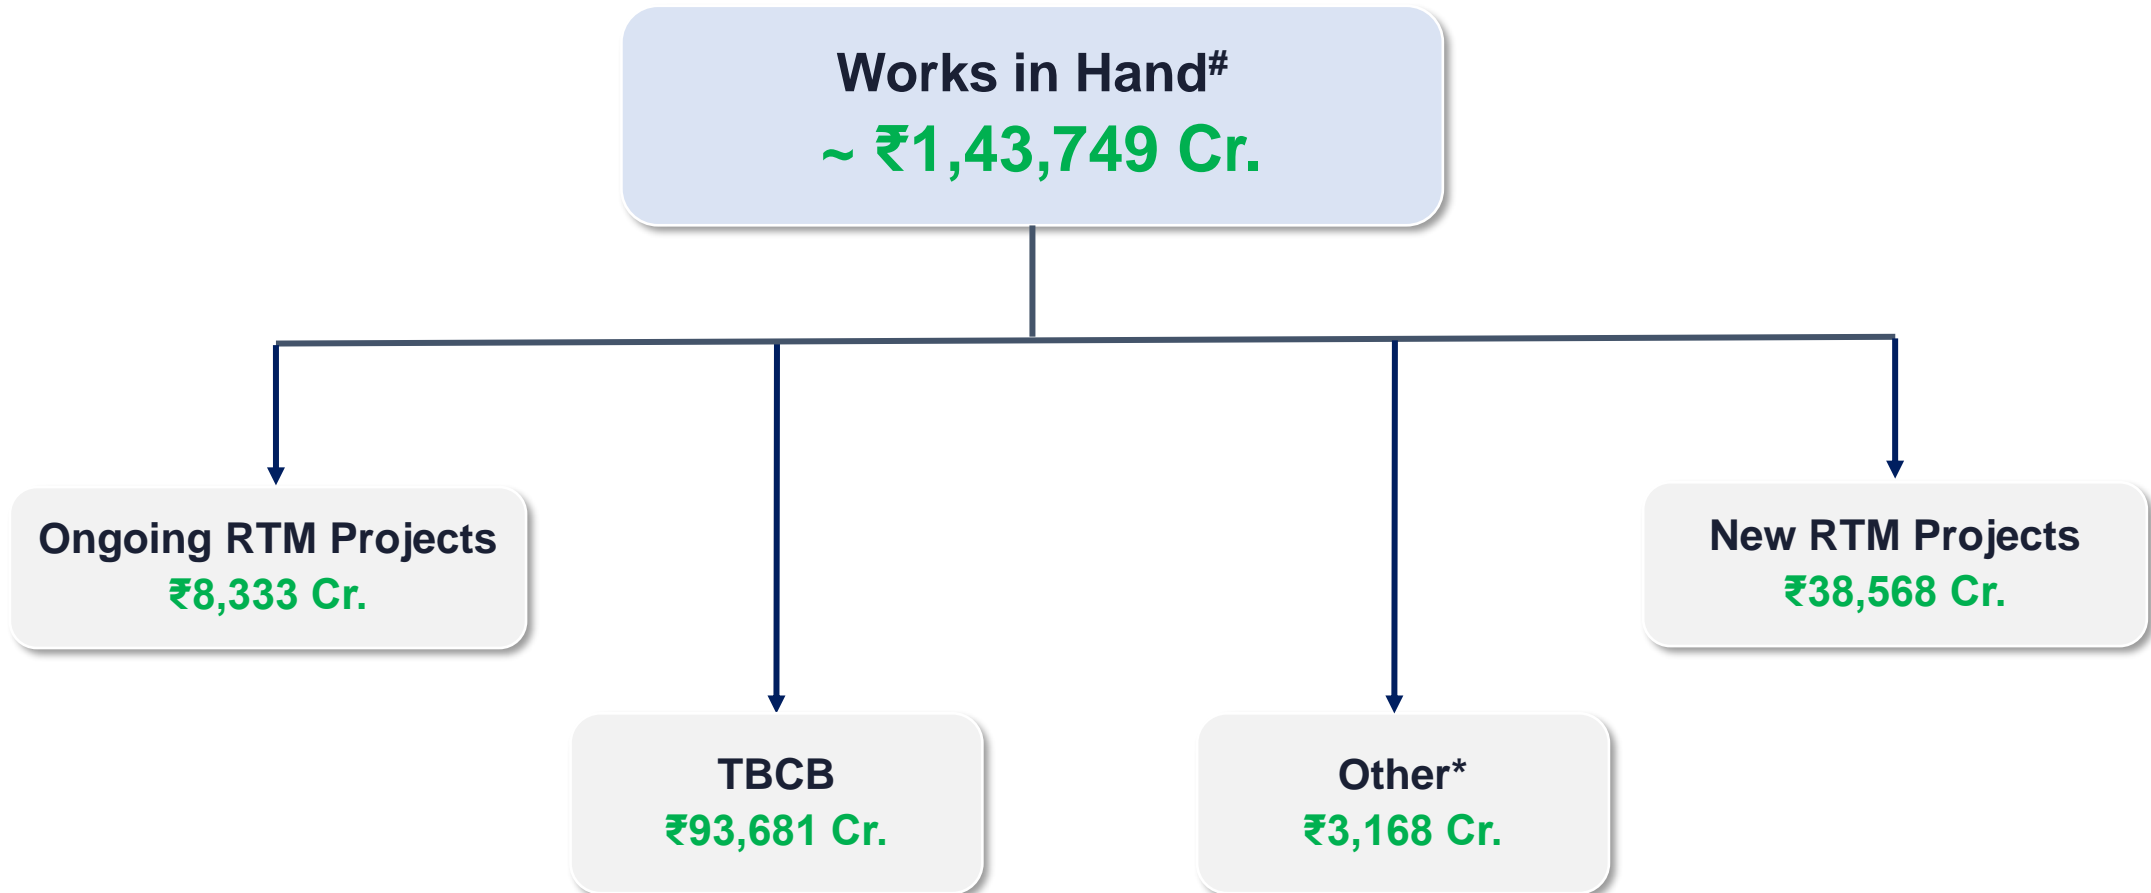 Works in Hand#
~ ₹1,43,749 Cr.
Ongoing RTM Projects
₹8,333 Cr.
New RTM Projects
₹38,568 Cr.
TBCB
₹93,681 Cr.
Other*
₹3,168 Cr.